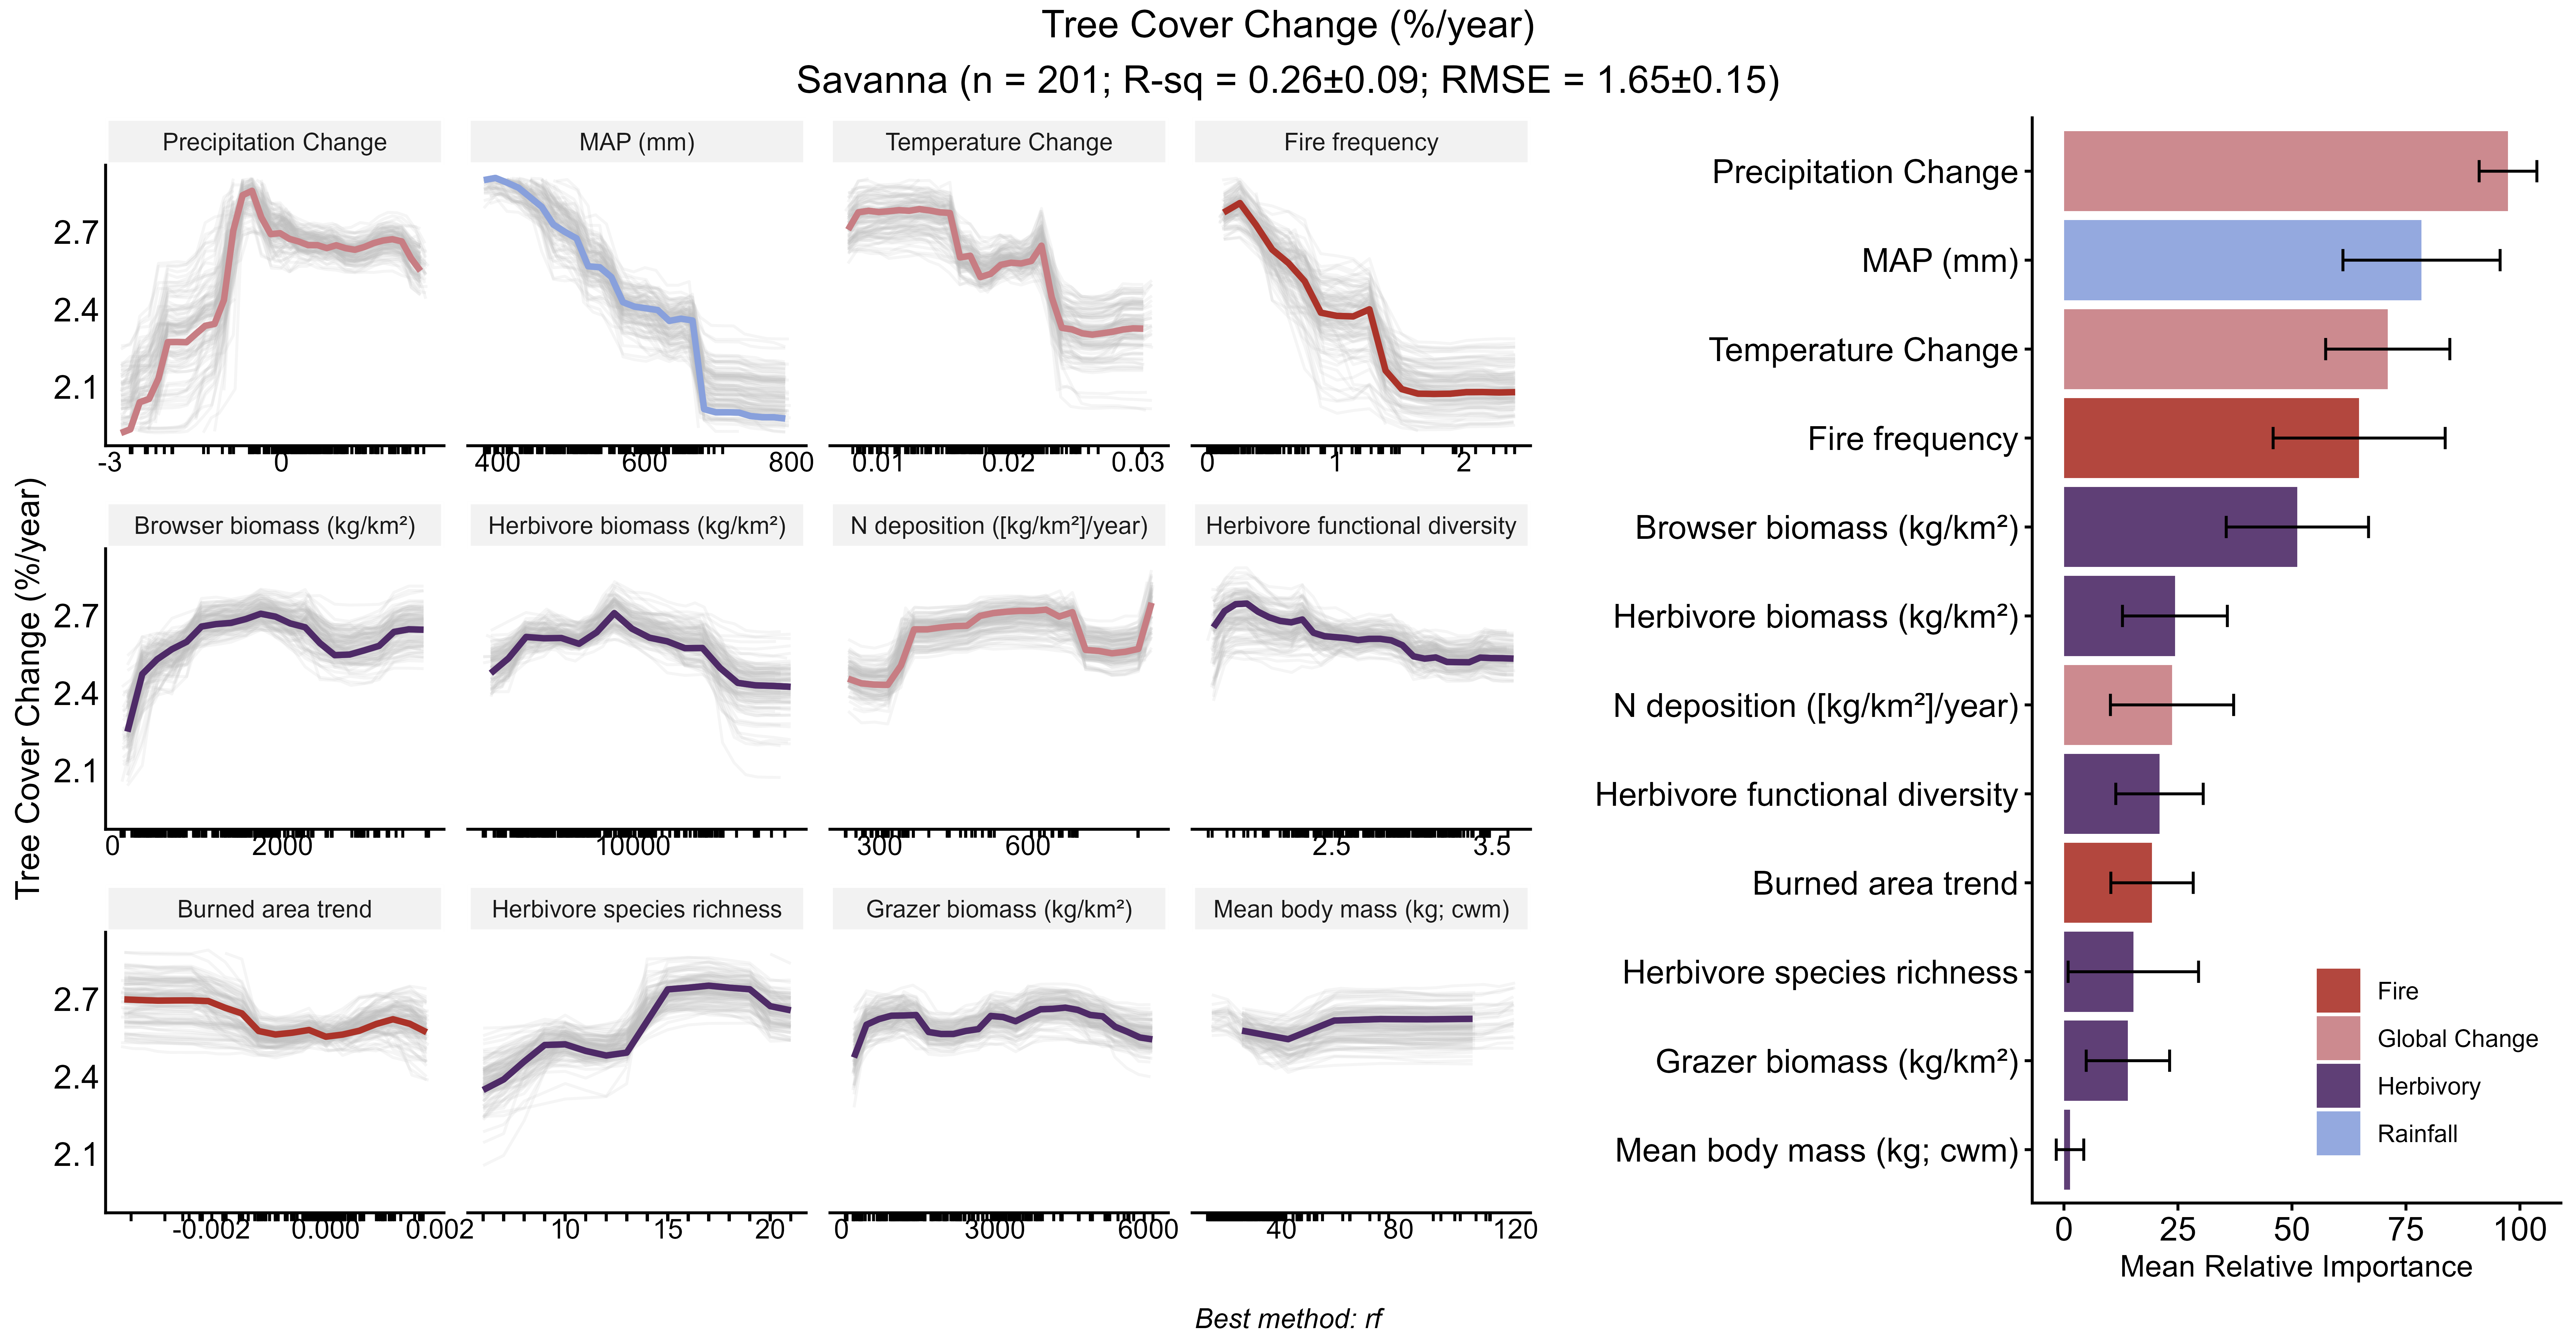 Tree Cover Change (%/year)
Savanna (n = 201; R-sq = 0.26±0.09; RMSE = 1.65±0.15)
Tree Cover Change (%/year)
Precipitation Change
MAP (mm)
Temperature Change
Fire frequency
2.7
2.4
2.1
-3 0
400 600 800
0.01 0.02 0.03
0 1 2
Browser biomass (kg/km²)
Herbivore biomass (kg/km²)
N deposition ([kg/km²]/year)
Herbivore functional diversity
2.7
2.4
2.1
0 2000
10000
300 600
2.5 3.5
Burned area trend
Herbivore species richness
Grazer biomass (kg/km²)
Mean body mass (kg; cwm)
2.7
2.4
2.1
-0.002 0.000 0.002
10 15 20
0 3000 6000
40 80 120
Best method: rf
Precipitation Change
MAP (mm)
Temperature Change
Fire frequency
Browser biomass (kg/km²)
Herbivore biomass (kg/km²)
N deposition ([kg/km²]/year)
Herbivore functional diversity
Burned area trend
Herbivore species richness
Grazer biomass (kg/km²)
Mean body mass (kg; cwm)
0 25 50 75 100
Mean Relative Importance
Fire
Global Change
Herbivory
Rainfall